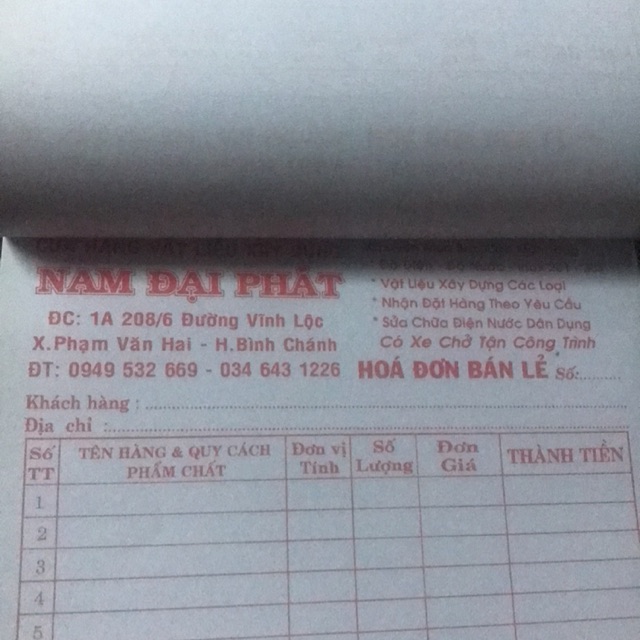 NAM ĐẠI PHÁT
ĐC: 1A 208/6 Đường Vĩnh Lộc
X.Phạm Văn Hai - H.Bình Chánh
ĐT: 0949 532 669 - 034 643 1226
* Vật Liệu Xây Dựng Các Loại
* Nhận Đặt Hàng Theo Yêu Cầu
* Sửa Chữa Điện Nước Dân Dụng
Có Xe Chở Tận Công Trình
HOÁ ĐƠN BÁN LẺ Số:.........
Khách hàng :
Địa chỉ :
Số TT
TÊN HÀNG & QUY CÁCH PHẨM CHẤT
Đơn vị Tính
Số Lượng
Đơn Giá
THÀNH TIỀN
1
2
3
4
5